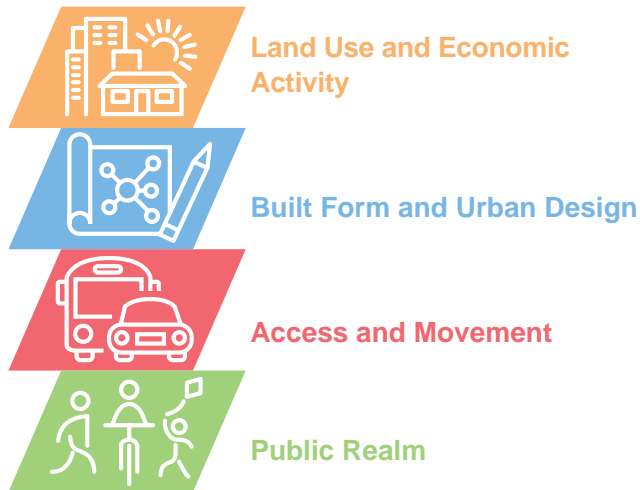 Land Use and Economic
Activity
Built Form and Urban Design
Access and Movement
Public Realm